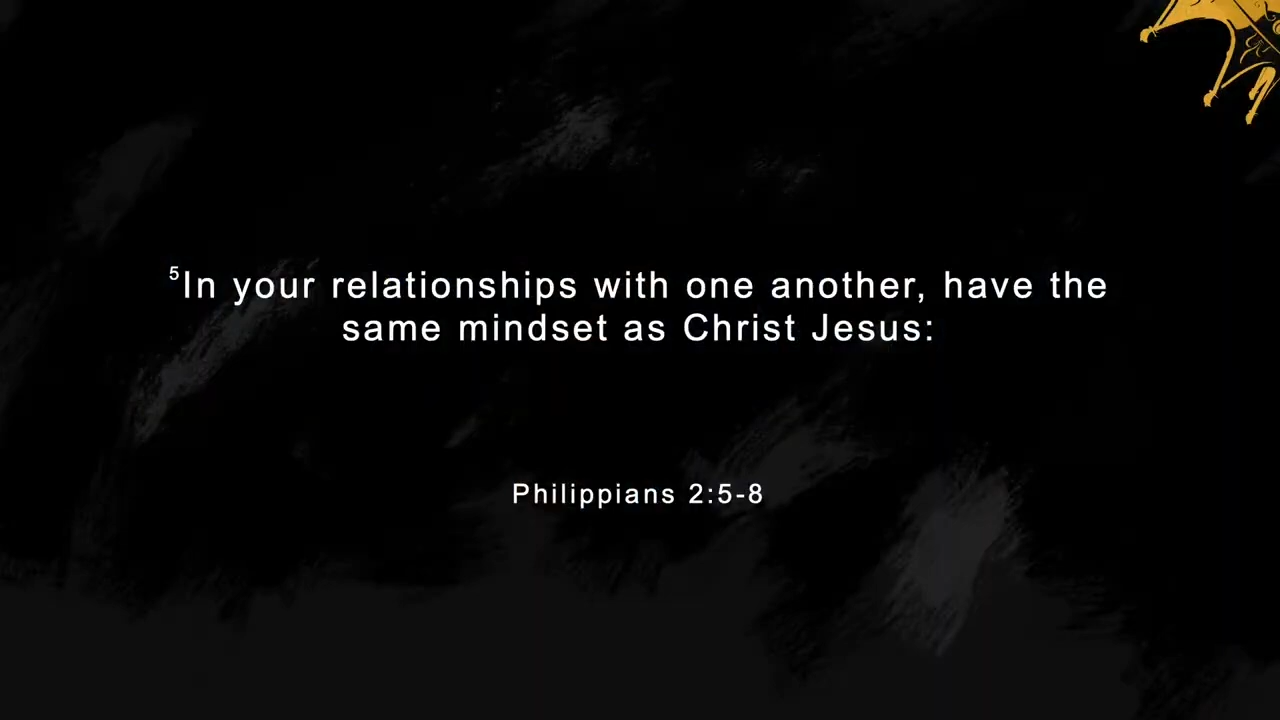 ⁵In your relationships with one another, have the
same mindset as Christ Jesus:
Philippians 2:5-8